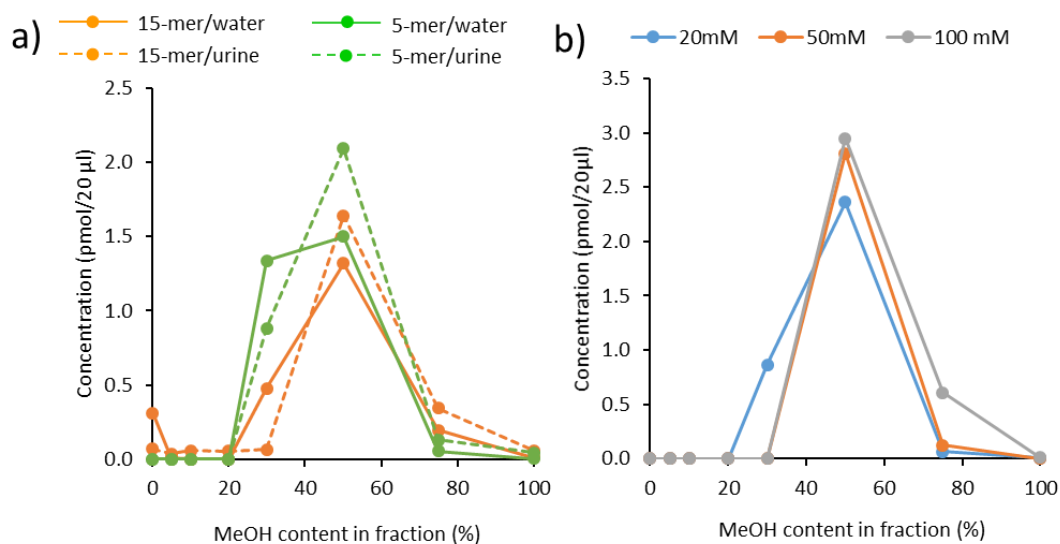 a)
15-mer/water
5-mer/water
15-mer/urine
5-mer/urine
Concentration (pmol/20 µl)
2.5
2.0
1.5
1.0
0.5
0.0
0 20 40 60 80 100
MeOH content in fraction (%)
b)
20mM 50mM 100 mM
Concentration (pmol/20µl)
3.5
3.0
2.5
2.0
1.5
1.0
0.5
0.0
0 20 40 60 80 100
MeOH content in fraction (%)